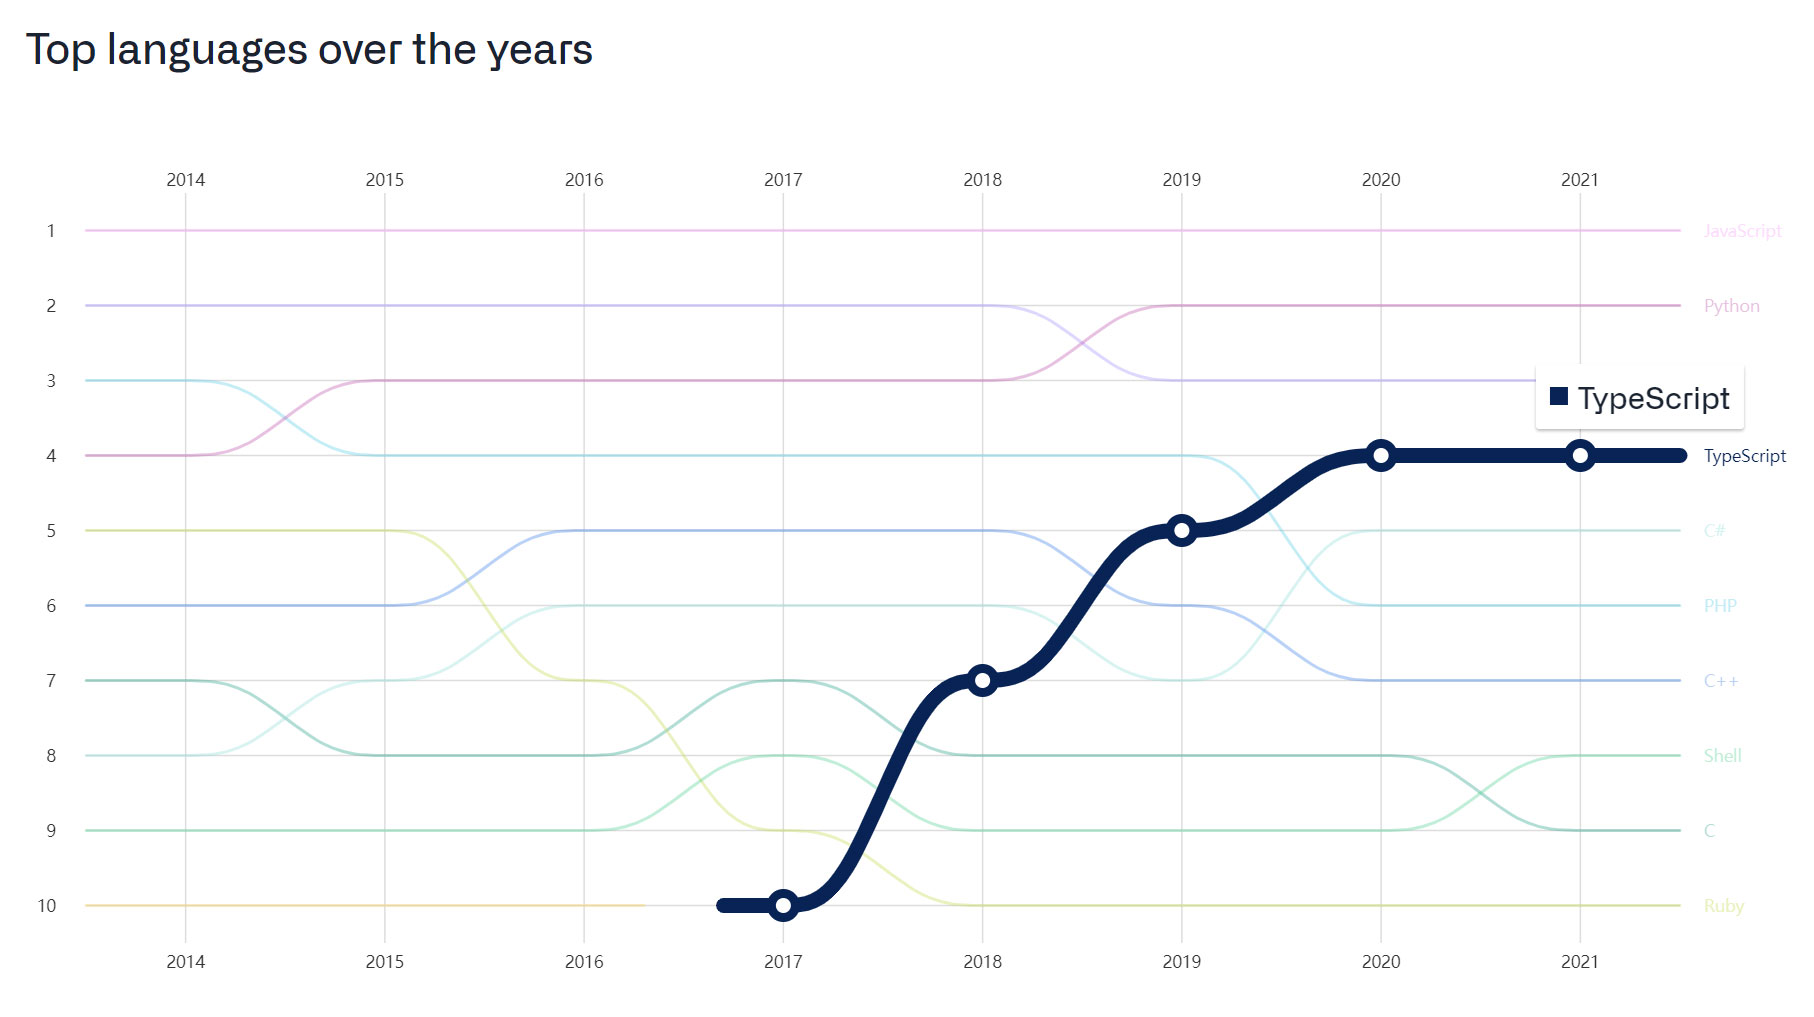 Top languages over the years
2014 2015 2016 2017 2018 2019 2020 2021
1 JavaScript
2 Python
3
TypeScript
4 TypeScript
5 C#
6 PHP
7 C++
8 Shell
9 C
10 Ruby
2014 2015 2016 2017 2018 2019 2020 2021